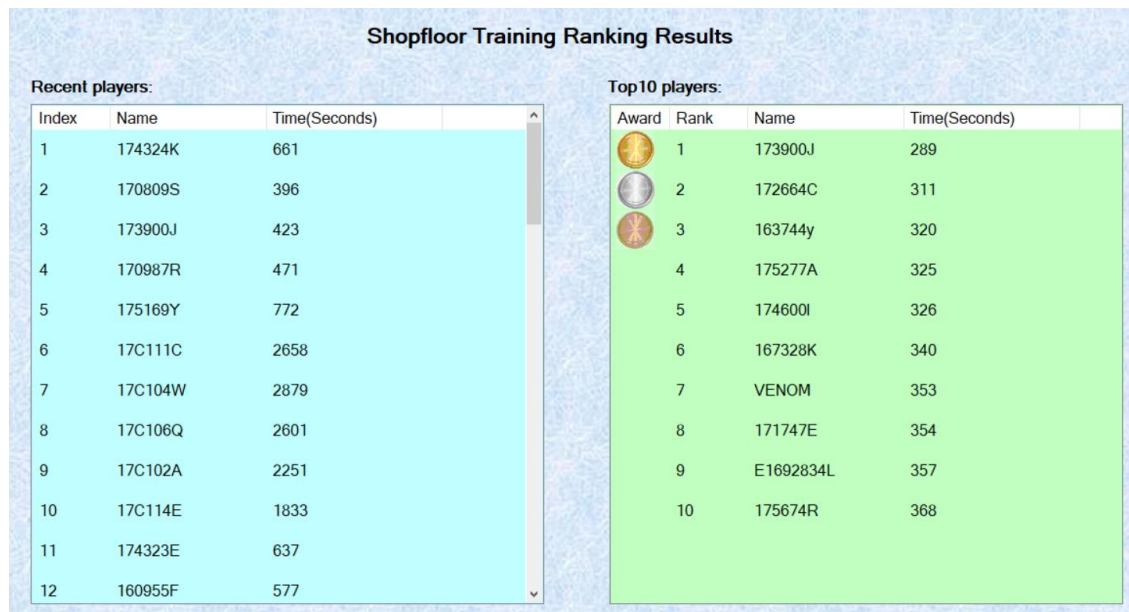 Shopfloor Training Ranking Results
Recent players:
Index Name Time(Seconds)
1 174324K 661
2 170809S 396
3 173900J 423
4 170987R 471
5 175169Y 772
6 17C111C 2658
7 17C104W 2879
8 17C106Q 2601
9 17C102A 2251
10 17C114E 1833
11 174323E 637
12 160955F 577
Top10 players:
Award Rank Name Time(Seconds)
1 173900J 289
2 172664C 311
3 163744y 320
4 175277A 325
5 174600I 326
6 167328K 340
7 VENOM 353
8 171747E 354
9 E1692834L 357
10 175674R 368